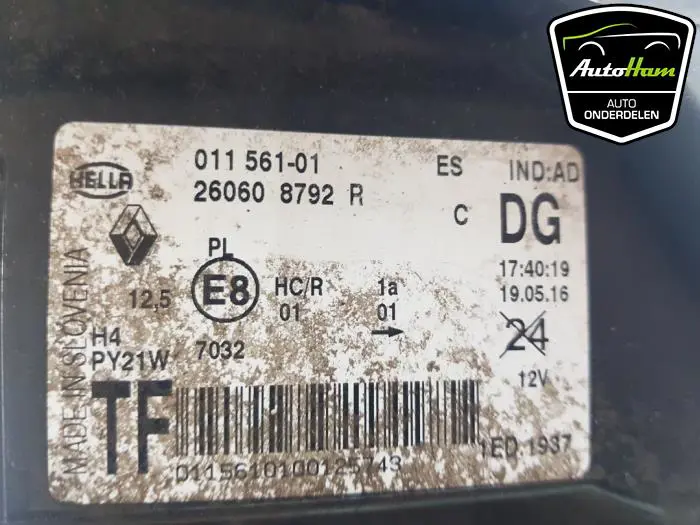 AutoHam
AUTO
ONDERDELEN
HELLA
011 561-01
ES
IND:AD
26060 8792 R
C
DG
PL
17:40:19
12,5
E8
HC/R
1a
19.05.16
01
01
24
H4
PY21W
7032
12V
MADE IN SLOVENIA
TF
1ED.1937
0115610100125743